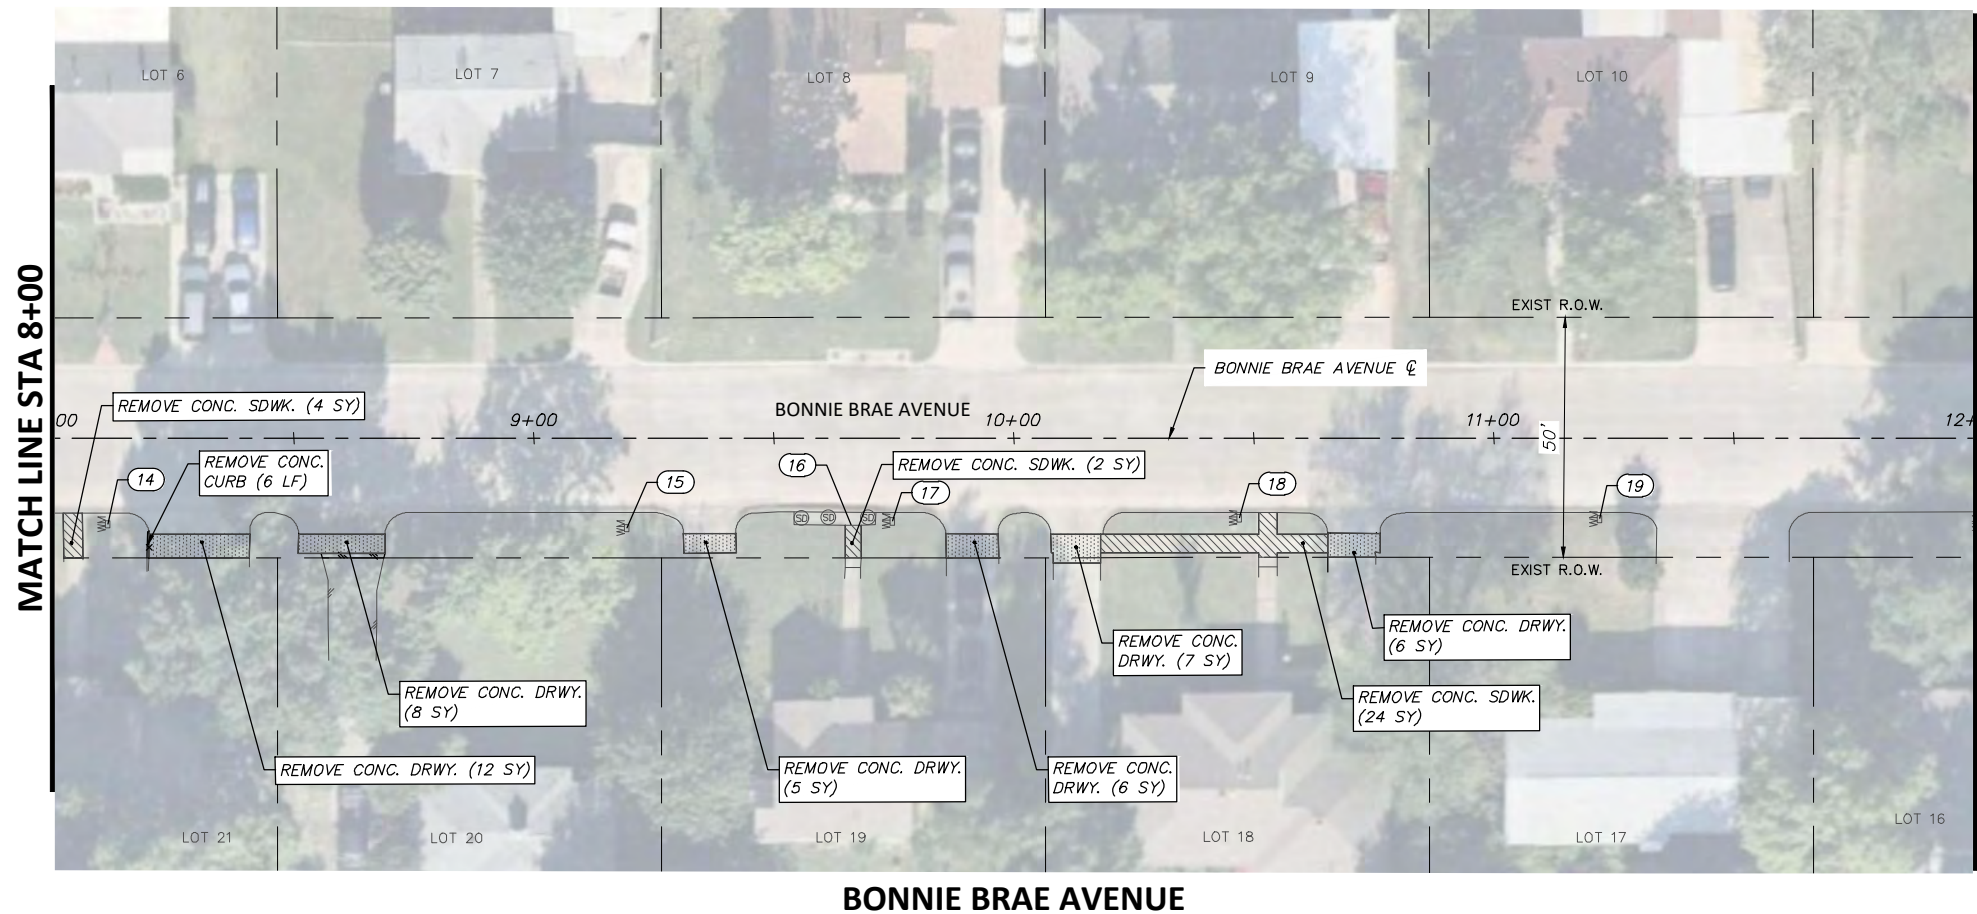 LOT 6
LOT 7
LOT 8
LOT 9
LOT 10
EXIST R.O.W.
BONNIE BRAE AVENUE ℄
MATCH LINE STA 8+00
REMOVE CONC. SDWK. (4 SY)
00
9+00
BONNIE BRAE AVENUE
10+00
11+00
12+
50'
14
REMOVE CONC.
CURB (6 LF)
15
16
REMOVE CONC. SDWK. (2 SY)
17
18
19
WM
WM
SD
SD
SD
WM
WM
WM
EXIST R.O.W.
REMOVE CONC. DRWY.
(8 SY)
REMOVE CONC.
DRWY. (7 SY)
REMOVE CONC. DRWY.
(6 SY)
REMOVE CONC. SDWK.
(24 SY)
REMOVE CONC. DRWY. (12 SY)
REMOVE CONC. DRWY.
(5 SY)
REMOVE CONC.
DRWY. (6 SY)
LOT 21
LOT 20
LOT 19
LOT 18
LOT 17
LOT 16
BONNIE BRAE AVENUE